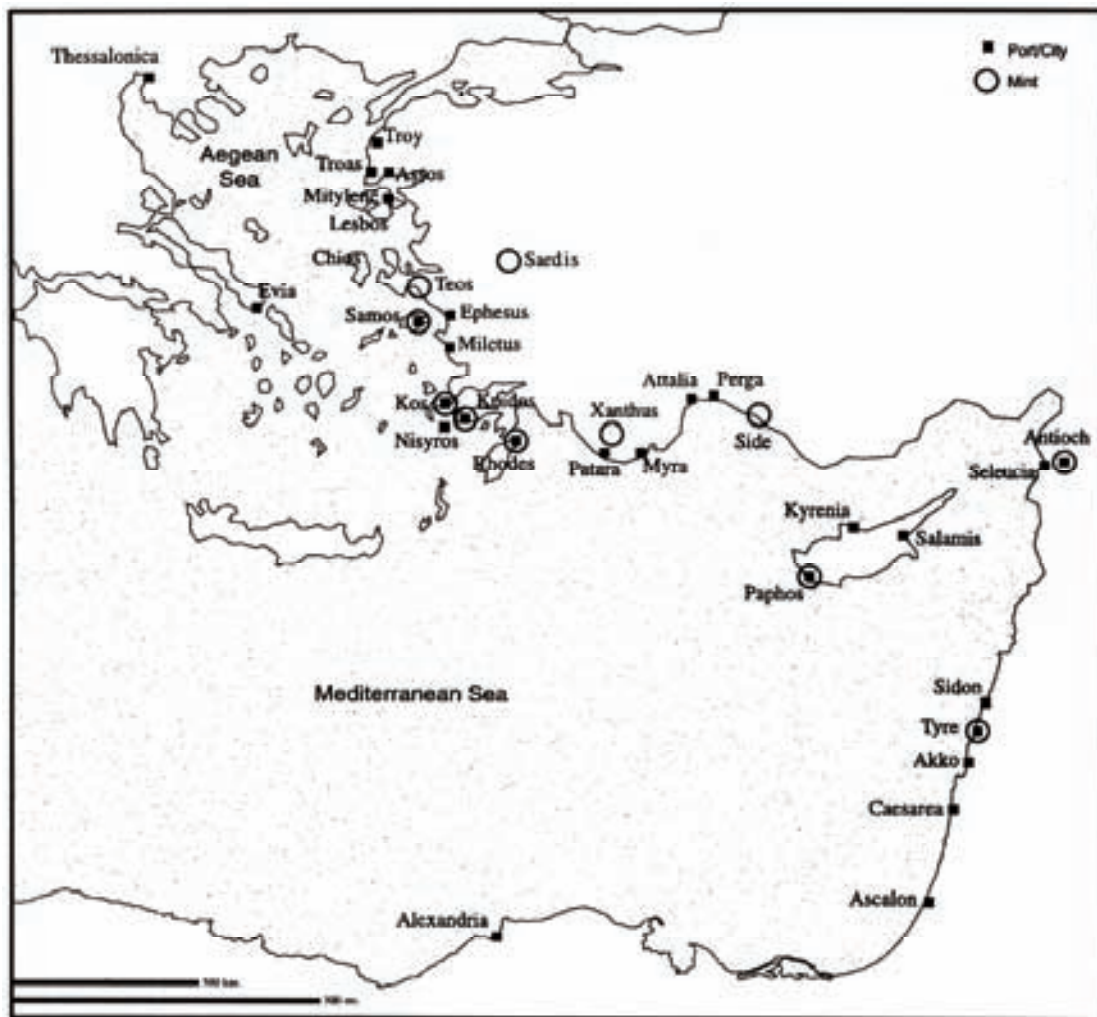 Thessalonica
Port/City
Mint
Troy
Aegean
Sea
Troas
Assos
Mitylene
Lesbos
Chios
Sardis
Teos
Evia
Samos
Ephesus
Miletus
Attalia
Perga
Kos
Knidos
Xanthus
Nisyros
Side
Antioch
Rhodes
Patara
Myra
Seleucia
Kyrenia
Salamis
Paphos
Mediterranean Sea
Sidon
Tyre
Akko
Caesarea
Ascalon
Alexandria